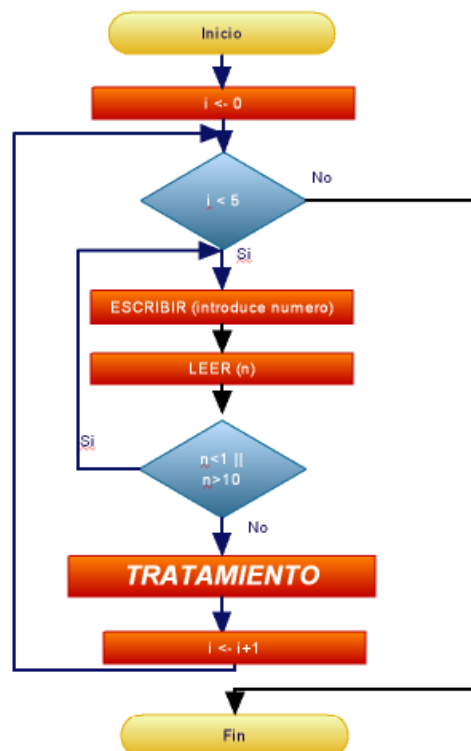 Inicio
i <- 0
i < 5
No
Si
ESCRIBIR (introduce numero)
LEER (n)
Si
n<1 ||
n>10
No
TRATAMIENTO
i <- i+1
Fin